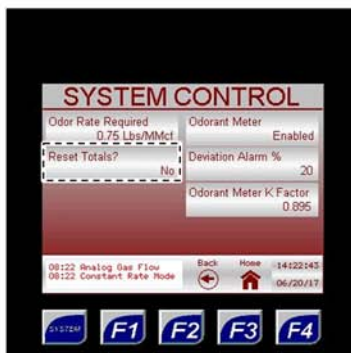 SYSTEM CONTROL
Odor Rate Required
0.75 Lbs/MMcf
Reset Totals?
No
Odorant Meter
Enabled
Deviation Alarm %
20
Odorant Meter K Factor
0.895
08:22 Analog Gas Flow
08:22 Constant Rate Mode
Back
Home
14:22:43
06/20/17
SYSTEM
F1
F2
F3
F4